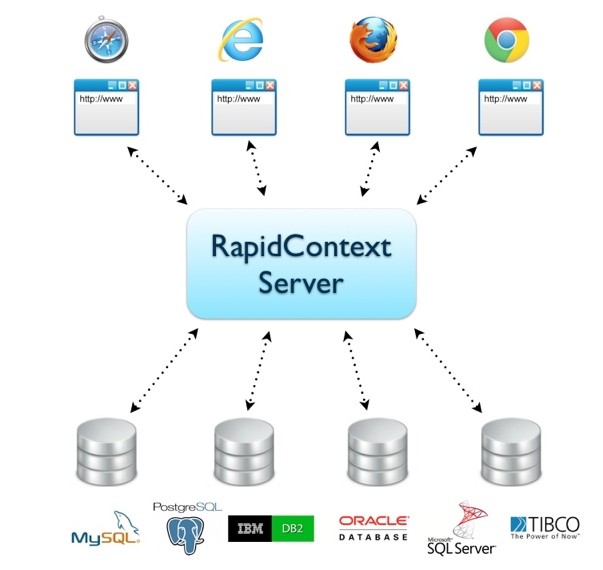 http://www
http://www
http://www
http://www
RapidContext
Server
MySQL
PostgreSQL
IBM DB2
ORACLE
DATABASE
Microsoft
SQL Server
TIBCO
The Power of Now